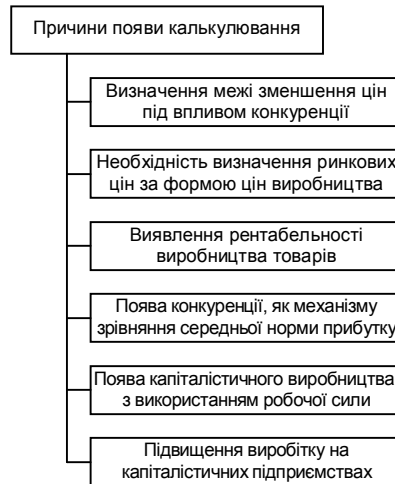 Причини появи калькулювання
Визначення межі зменшення цін
під впливом конкуренції
Необхідність визначення ринкових
цін за формою цін виробництва
Виявлення рентабельності
виробництва товарів
Поява конкуренції, як механізму
зрівняння середньої норми прибутку
Поява капіталістичного виробництва
з використанням робочої сили
Підвищення виробітку на
капіталістичних підприємствах